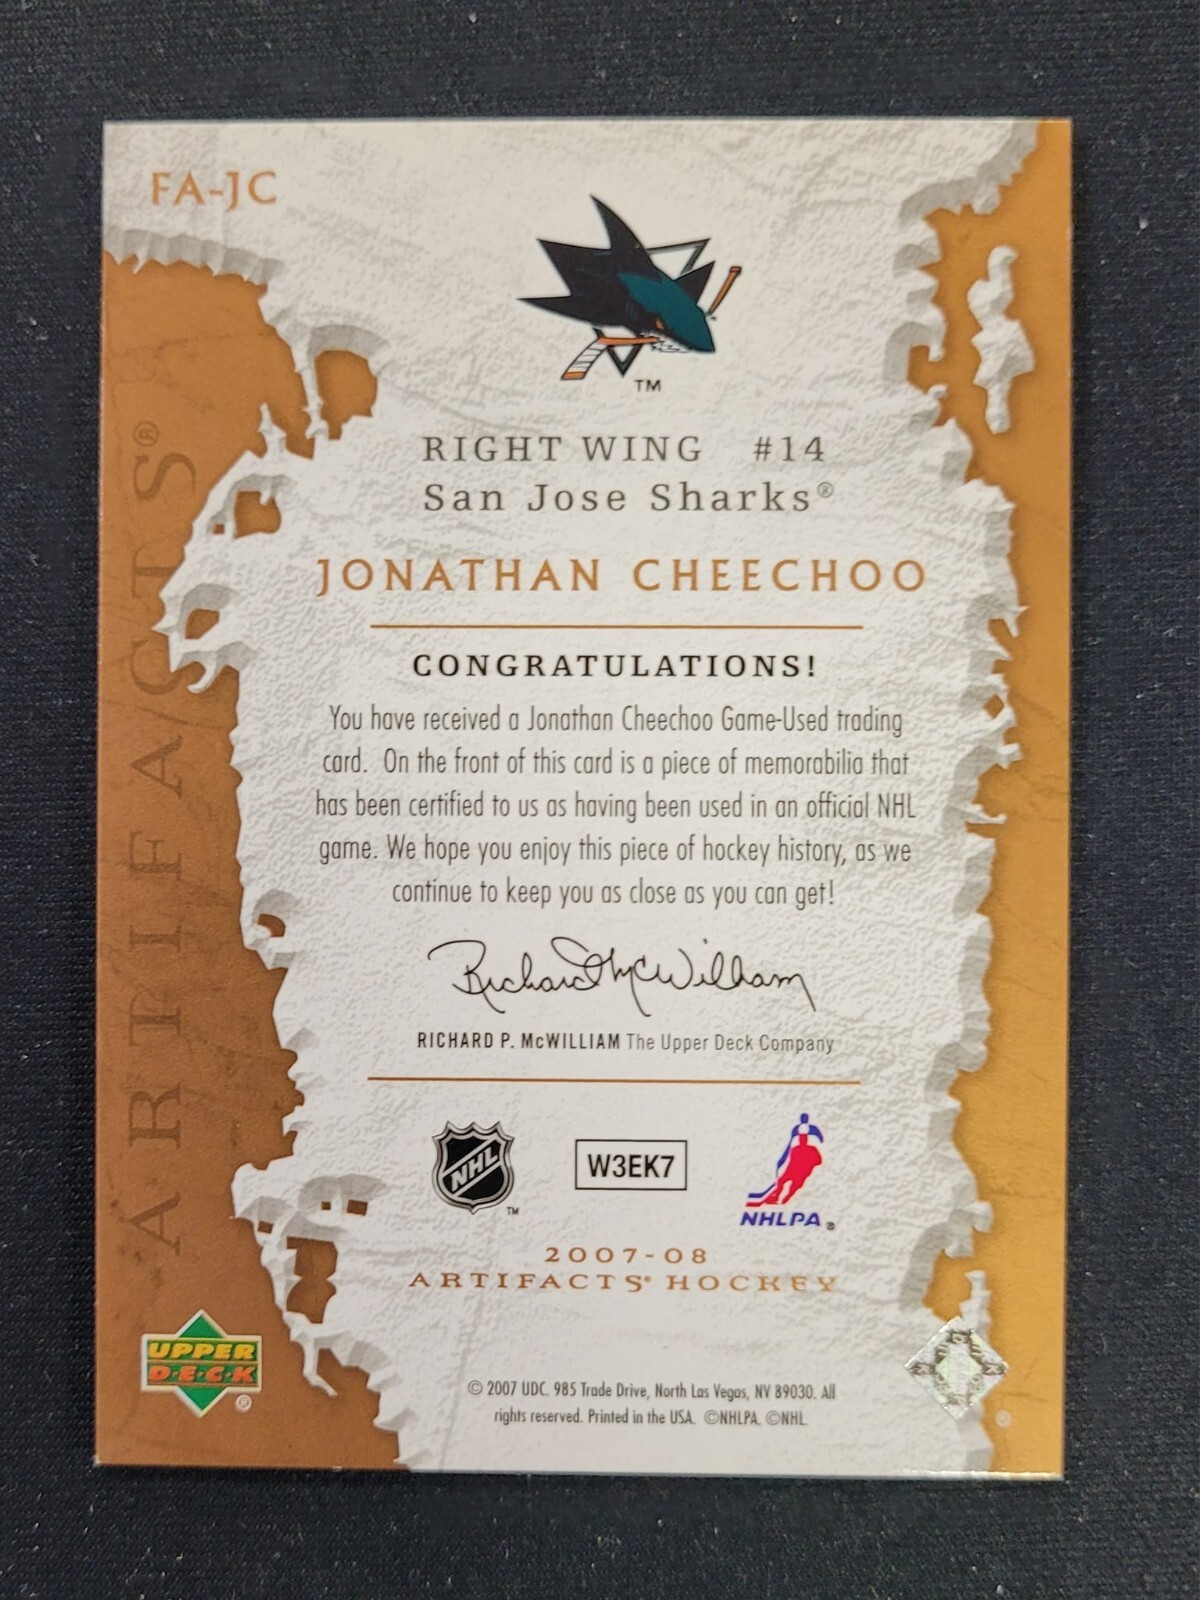 FA-JC
TM
RIGHT WING #14
San Jose Sharks®
JONATHAN CHEECHOO
CONGRATULATIONS!
You have received a Jonathan Cheechoo Game-Used trading
card. On the front of this card is a piece of memorabilia that
has been certified to us as having been used in an official NHL
game. We hope you enjoy this piece of hockey history, as we
continue to keep you as close as you can get!
Richard McWilliam
RICHARD P. McWILLIAM The Upper Deck Company
NHL
TM
W3EK7
NHLPA®
2007-08
ARTIFACTS® HOCKEY
ARTIFACTS®
UPPER
DECK
®
© 2007 UDC. 985 Trade Drive, North Las Vegas, NV 89030. All
rights reserved. Printed in the USA. ©NHLPA. ©NHL.
®